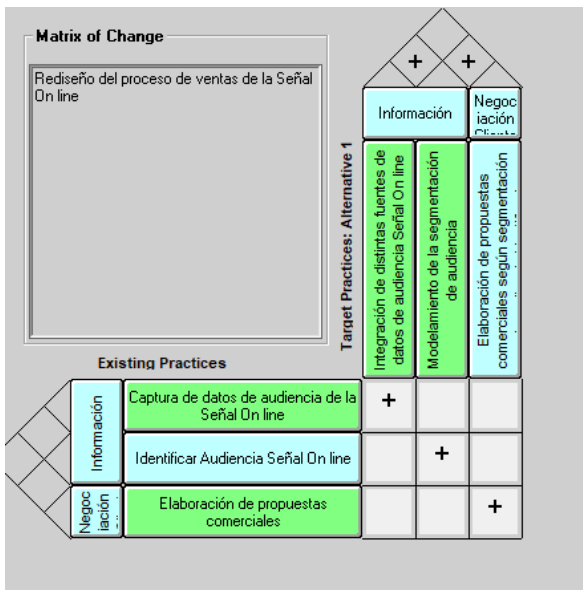 Matrix of Change
Rediseño del proceso de ventas de la Señal
On line
+
+
Información
Negoc
iación
Target Practices: Alternative 1
Integración de distintas fuentes de
datos de audiencia Señal On line
Modelamiento de la segmentación
de audiencia
Elaboración de propuestas
comerciales según segmentación
Existing Practices
Información
Captura de datos de audiencia de la
Señal On line
+
Identificar Audiencia Señal On line
+
Negoc
iación
Elaboración de propuestas
comerciales
+